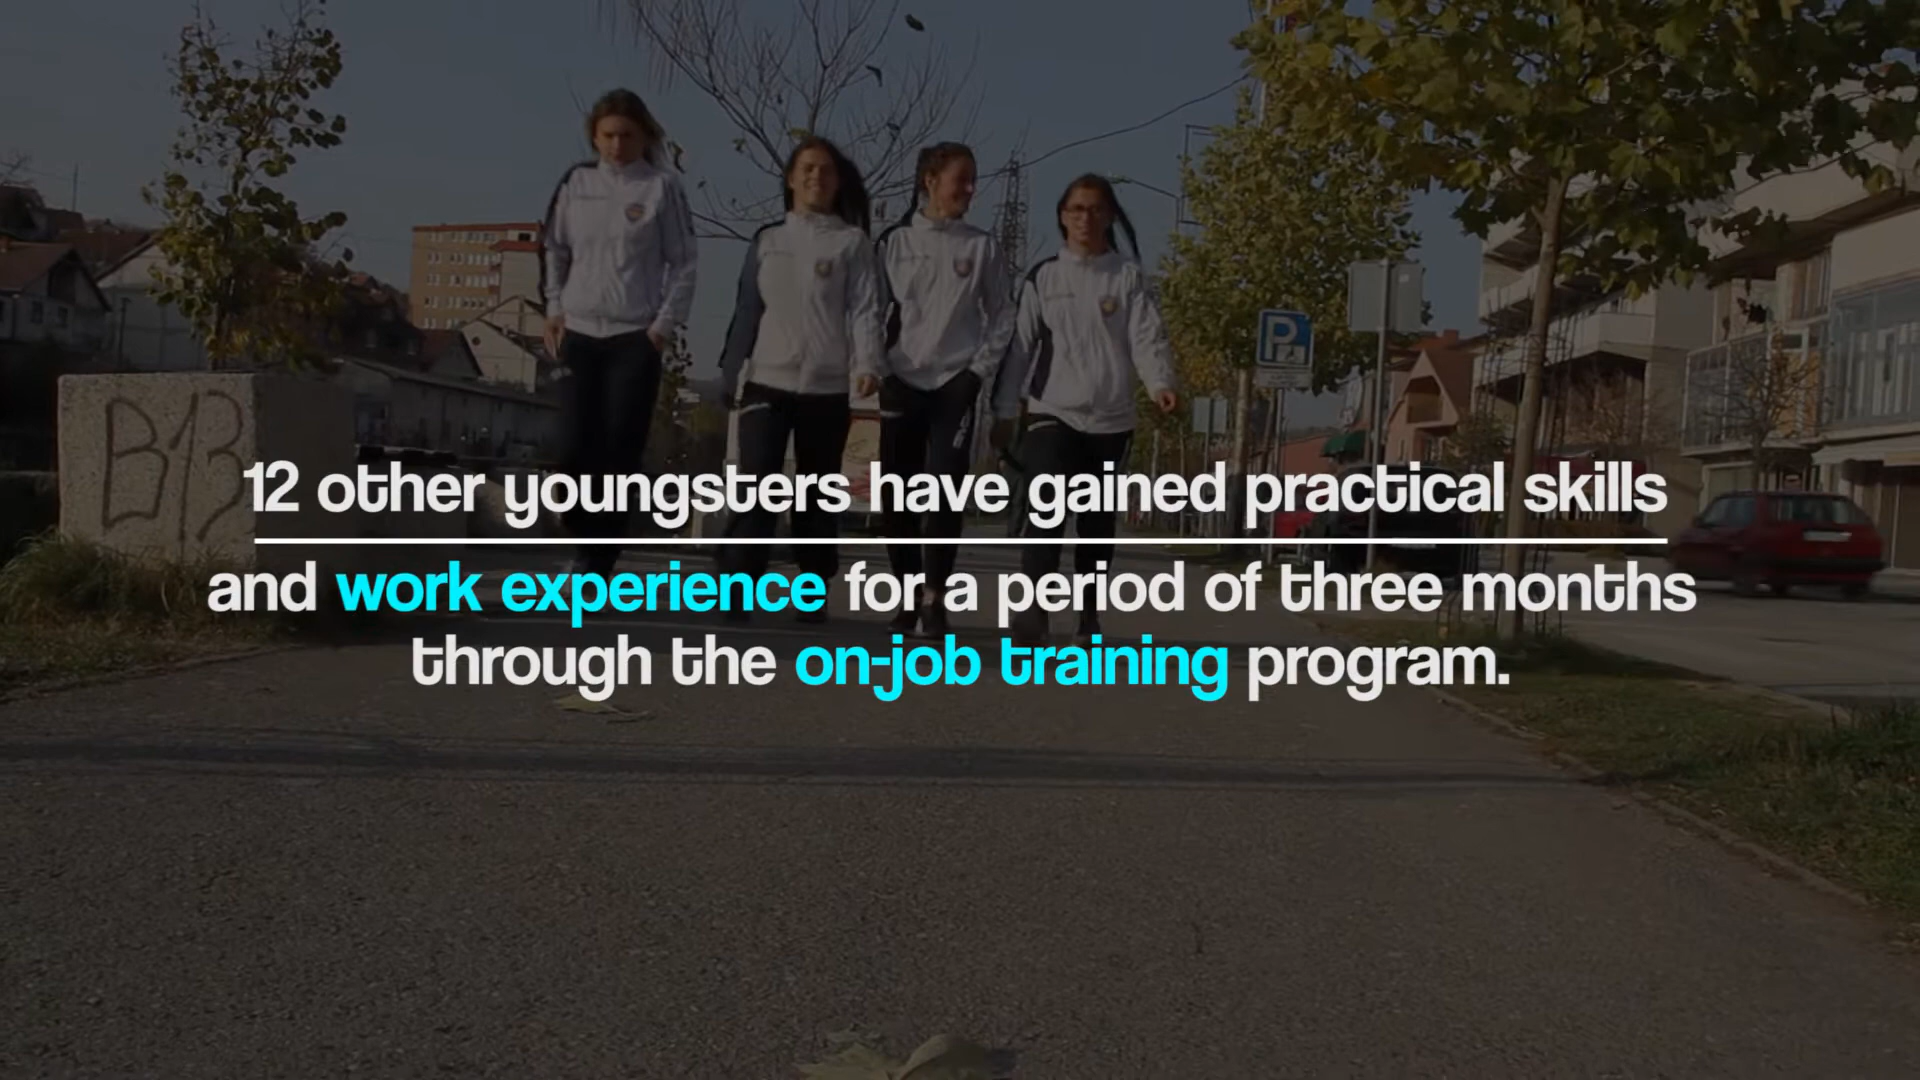 12 other youngsters have gained practical skills
and work experience for a period of three months
through the on-job training program.
B13
P